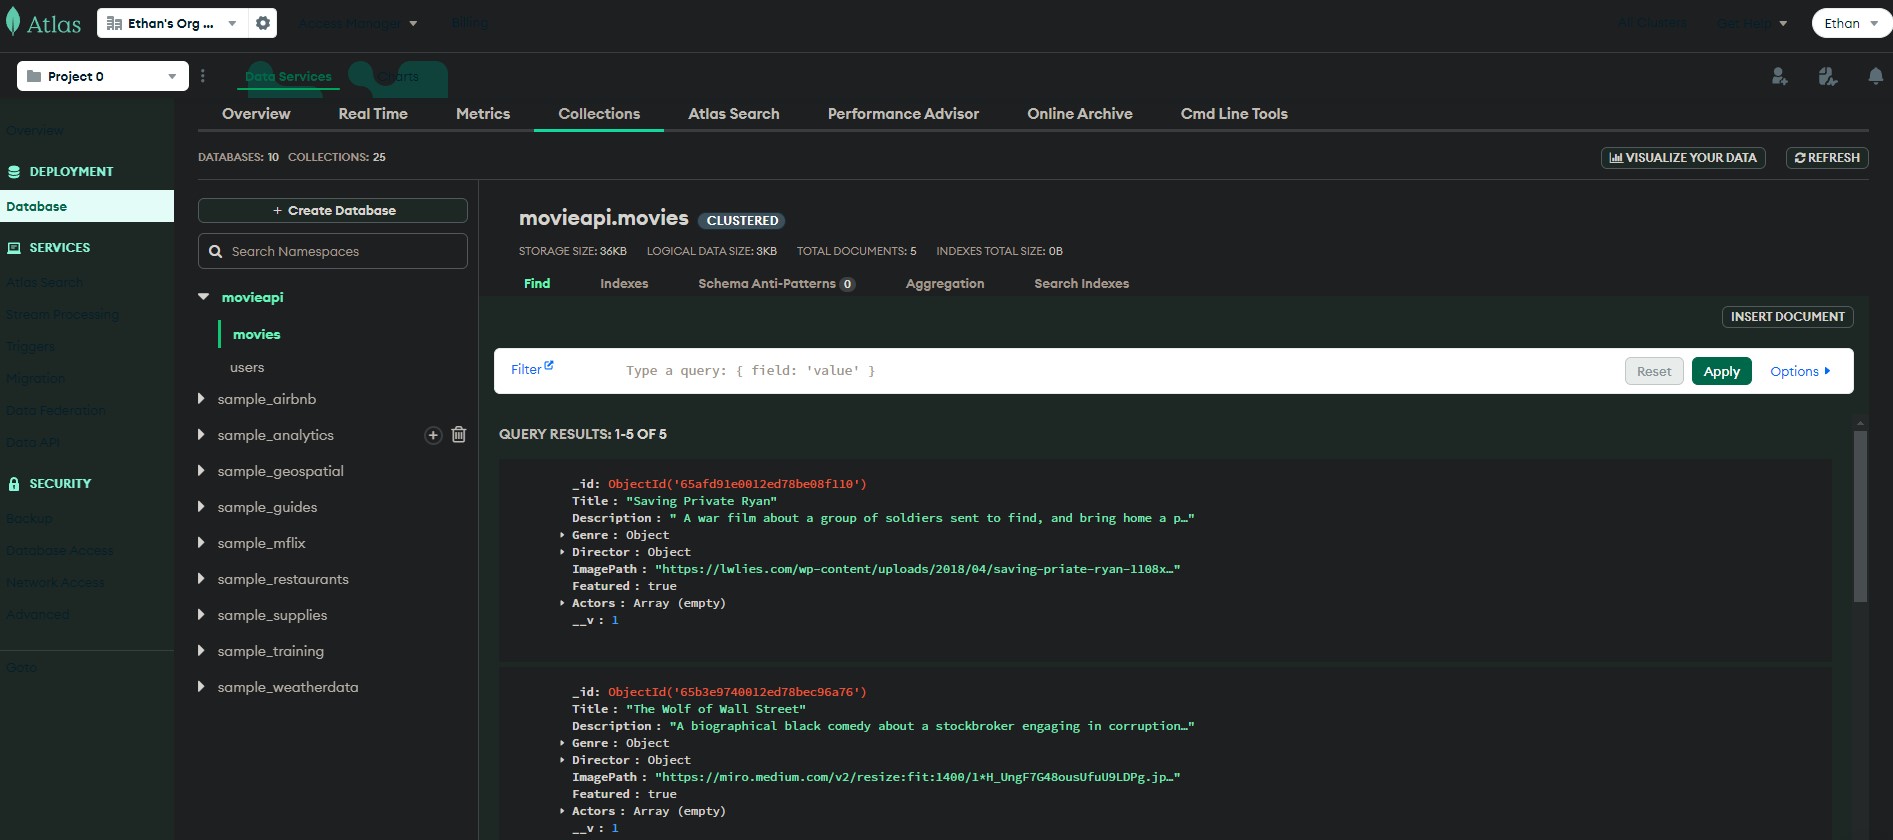 Atlas
Ethan's Org ...
Access Manager
Billing
All Clusters
Get Help
Ethan
Project 0
Data Services
Charts
Overview
Real Time
Metrics
Collections
Atlas Search
Performance Advisor
Online Archive
Cmd Line Tools
Overview
DEPLOYMENT
Database
SERVICES
Atlas Search
Stream Processing
Triggers
Migration
Data Federation
Data API
SECURITY
Backup
Database Access
Network Access
Advanced
Goto
DATABASES: 10 COLLECTIONS: 25
VISUALIZE YOUR DATA
REFRESH
+ Create Database
Search Namespaces
movieapi
movies
users
sample_airbnb
sample_analytics
sample_geospatial
sample_guides
sample_mflix
sample_restaurants
sample_supplies
sample_training
sample_weatherdata
movieapi.movies CLUSTERED
STORAGE SIZE: 36KB LOGICAL DATA SIZE: 3KB TOTAL DOCUMENTS: 5 INDEXES TOTAL SIZE: 0B
Find
Indexes
Schema Anti-Patterns 0
Aggregation
Search Indexes
INSERT DOCUMENT
Filter
Type a query: { field: 'value' }
Reset
Apply
Options
QUERY RESULTS: 1-5 OF 5
_id: ObjectId('65afd91e0012ed78be08f110')
Title : "Saving Private Ryan"
Description : " A war film about a group of soldiers sent to find, and bring home a p…"
Genre : Object
Director : Object
ImagePath : "https://lwlies.com/wp-content/uploads/2018/04/saving-priate-ryan-1108x…"
Featured : true
Actors : Array (empty)
__v : 1
_id: ObjectId('65b3e9740012ed78bec96a76')
Title : "The Wolf of Wall Street"
Description : "A biographical black comedy about a stockbroker engaging in corruption…"
Genre : Object
Director : Object
ImagePath : "https://miro.medium.com/v2/resize:fit:1400/1*H_UngF7G48ousUfuU9LDPg.jp…"
Featured : true
Actors : Array (empty)
__v : 1